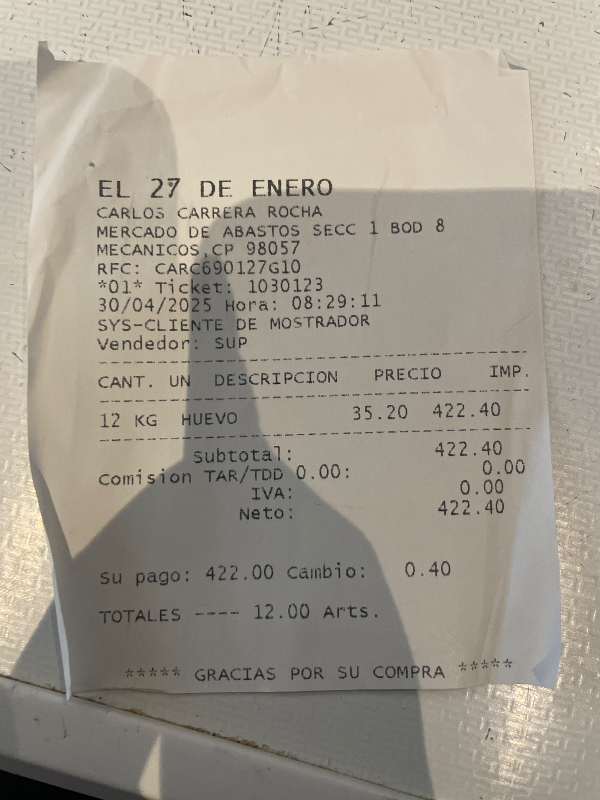 EL 27 DE ENERO
CARLOS CARRERA ROCHA
MERCADO DE ABASTOS SECC 1 BOD 8
MECANICOS,CP 98057
RFC: CARC690127G10
*01* Ticket: 1030123
30/04/2025 Hora: 08:29:11
SYS-CLIENTE DE MOSTRADOR
Vendedor: SUP
--------------------------------
CANT. UN DESCRIPCION PRECIO IMP.
--------------------------------
12 KG HUEVO 35.20 422.40
--------------------------------
Subtotal: 422.40
Comision TAR/TDD 0.00: 0.00
IVA: 0.00
Neto: 422.40
Su pago: 422.00 Cambio: 0.40
TOTALES ---- 12.00 Arts.
***** GRACIAS POR SU COMPRA *****